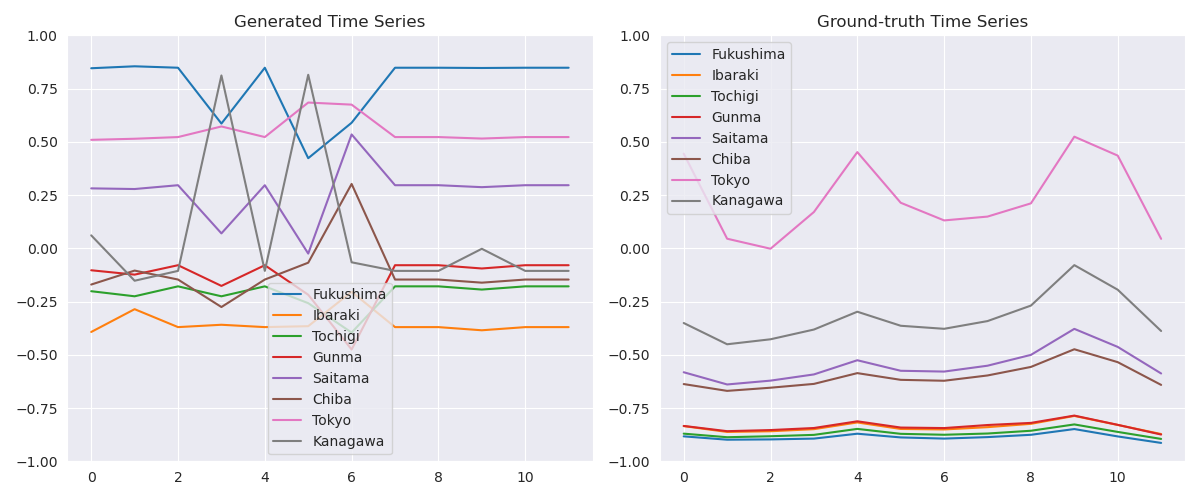 Generated Time Series
1.00
0.75
0.50
0.25
0.00
−0.25
−0.50
−0.75
−1.00
0 2 4 6 8 10
Fukushima
Ibaraki
Tochigi
Gunma
Saitama
Chiba
Tokyo
Kanagawa
Ground-truth Time Series
1.00
0.75
0.50
0.25
0.00
−0.25
−0.50
−0.75
−1.00
0 2 4 6 8 10
Fukushima
Ibaraki
Tochigi
Gunma
Saitama
Chiba
Tokyo
Kanagawa